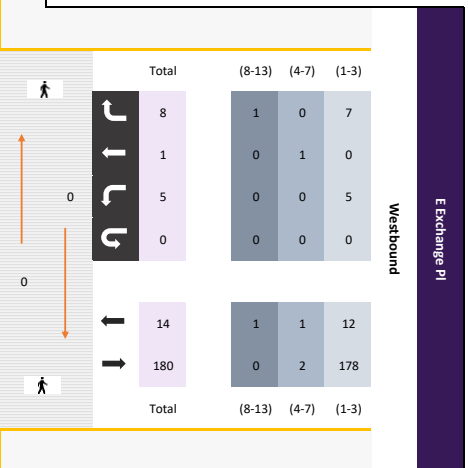 Total (8-13) (4-7) (1-3)
8 1 0 7
1 0 1 0
0 5 0 0 5
0 0 0 0
0
14 1 1 12
180 0 2 178
Total (8-13) (4-7) (1-3)
Westbound
E Exchange Pl